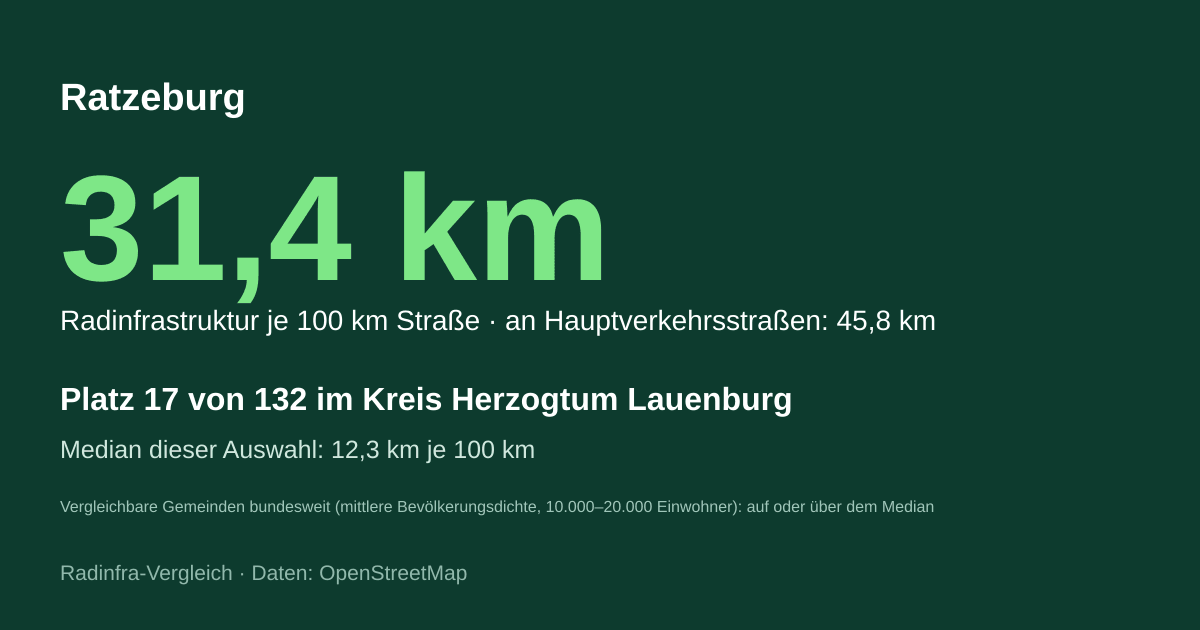 Ratzeburg
31,4 km
Radinfrastruktur je 100 km Straße · an Hauptverkehrsstraßen: 45,8 km
Platz 17 von 132 im Kreis Herzogtum Lauenburg
Median dieser Auswahl: 12,3 km je 100 km
Vergleichbare Gemeinden bundesweit (mittlere Bevölkerungsdichte, 10.000–20.000 Einwohner): auf oder über dem Median
Radinfra-Vergleich · Daten: OpenStreetMap